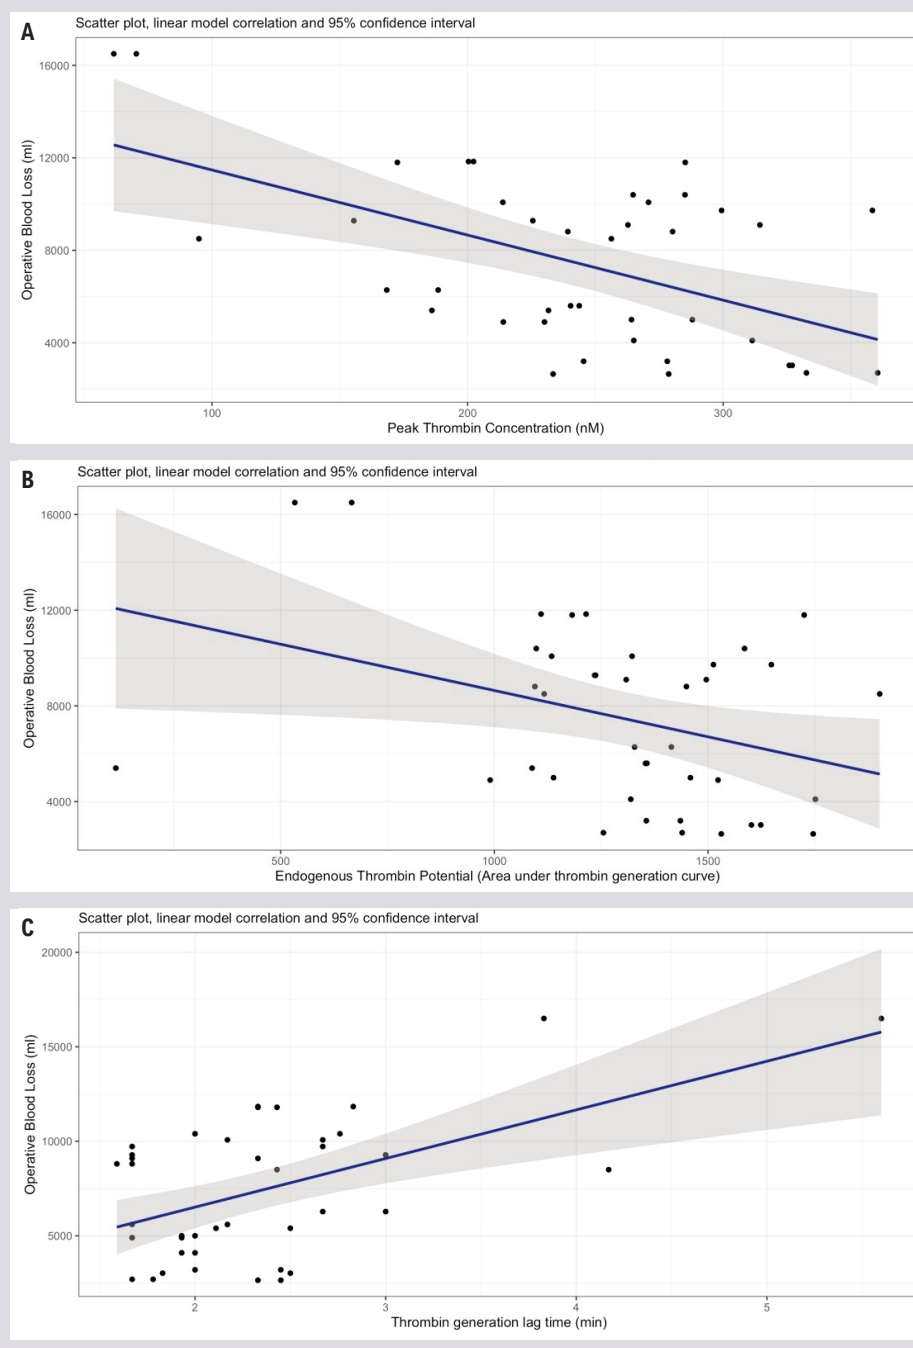 A
Scatter plot, linear model correlation and 95% confidence interval
Operative Blood Loss (ml)
16000
12000
8000
4000
100 200 300
Peak Thrombin Concentration (nM)
B
Scatter plot, linear model correlation and 95% confidence interval
Operative Blood Loss (ml)
16000
12000
8000
4000
500 1000 1500
Endogenous Thrombin Potential (Area under thrombin generation curve)
C
Scatter plot, linear model correlation and 95% confidence interval
Operative Blood Loss (ml)
20000
15000
10000
5000
2 3 4 5
Thrombin generation lag time (min)